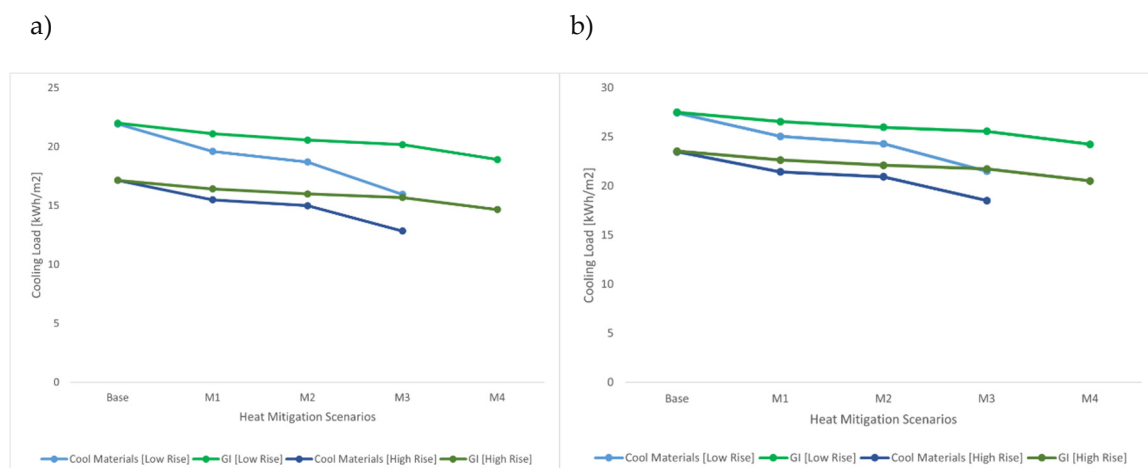 a)
b)
25
20
15
10
5
0
Cooling Load [kWh/m2]
Base M1 M2 M3 M4
Heat Mitigation Scenarios
Cool Materials [Low Rise] GI [Low Rise] Cool Materials [High Rise] GI [High Rise]
30
25
20
15
10
5
0
Cooling Load [kWh/m2]
Base M1 M2 M3 M4
Heat Mitigation Scenarios
Cool Materials [Low Rise] GI [Low Rise] Cool Materials [High Rise] GI [High Rise]